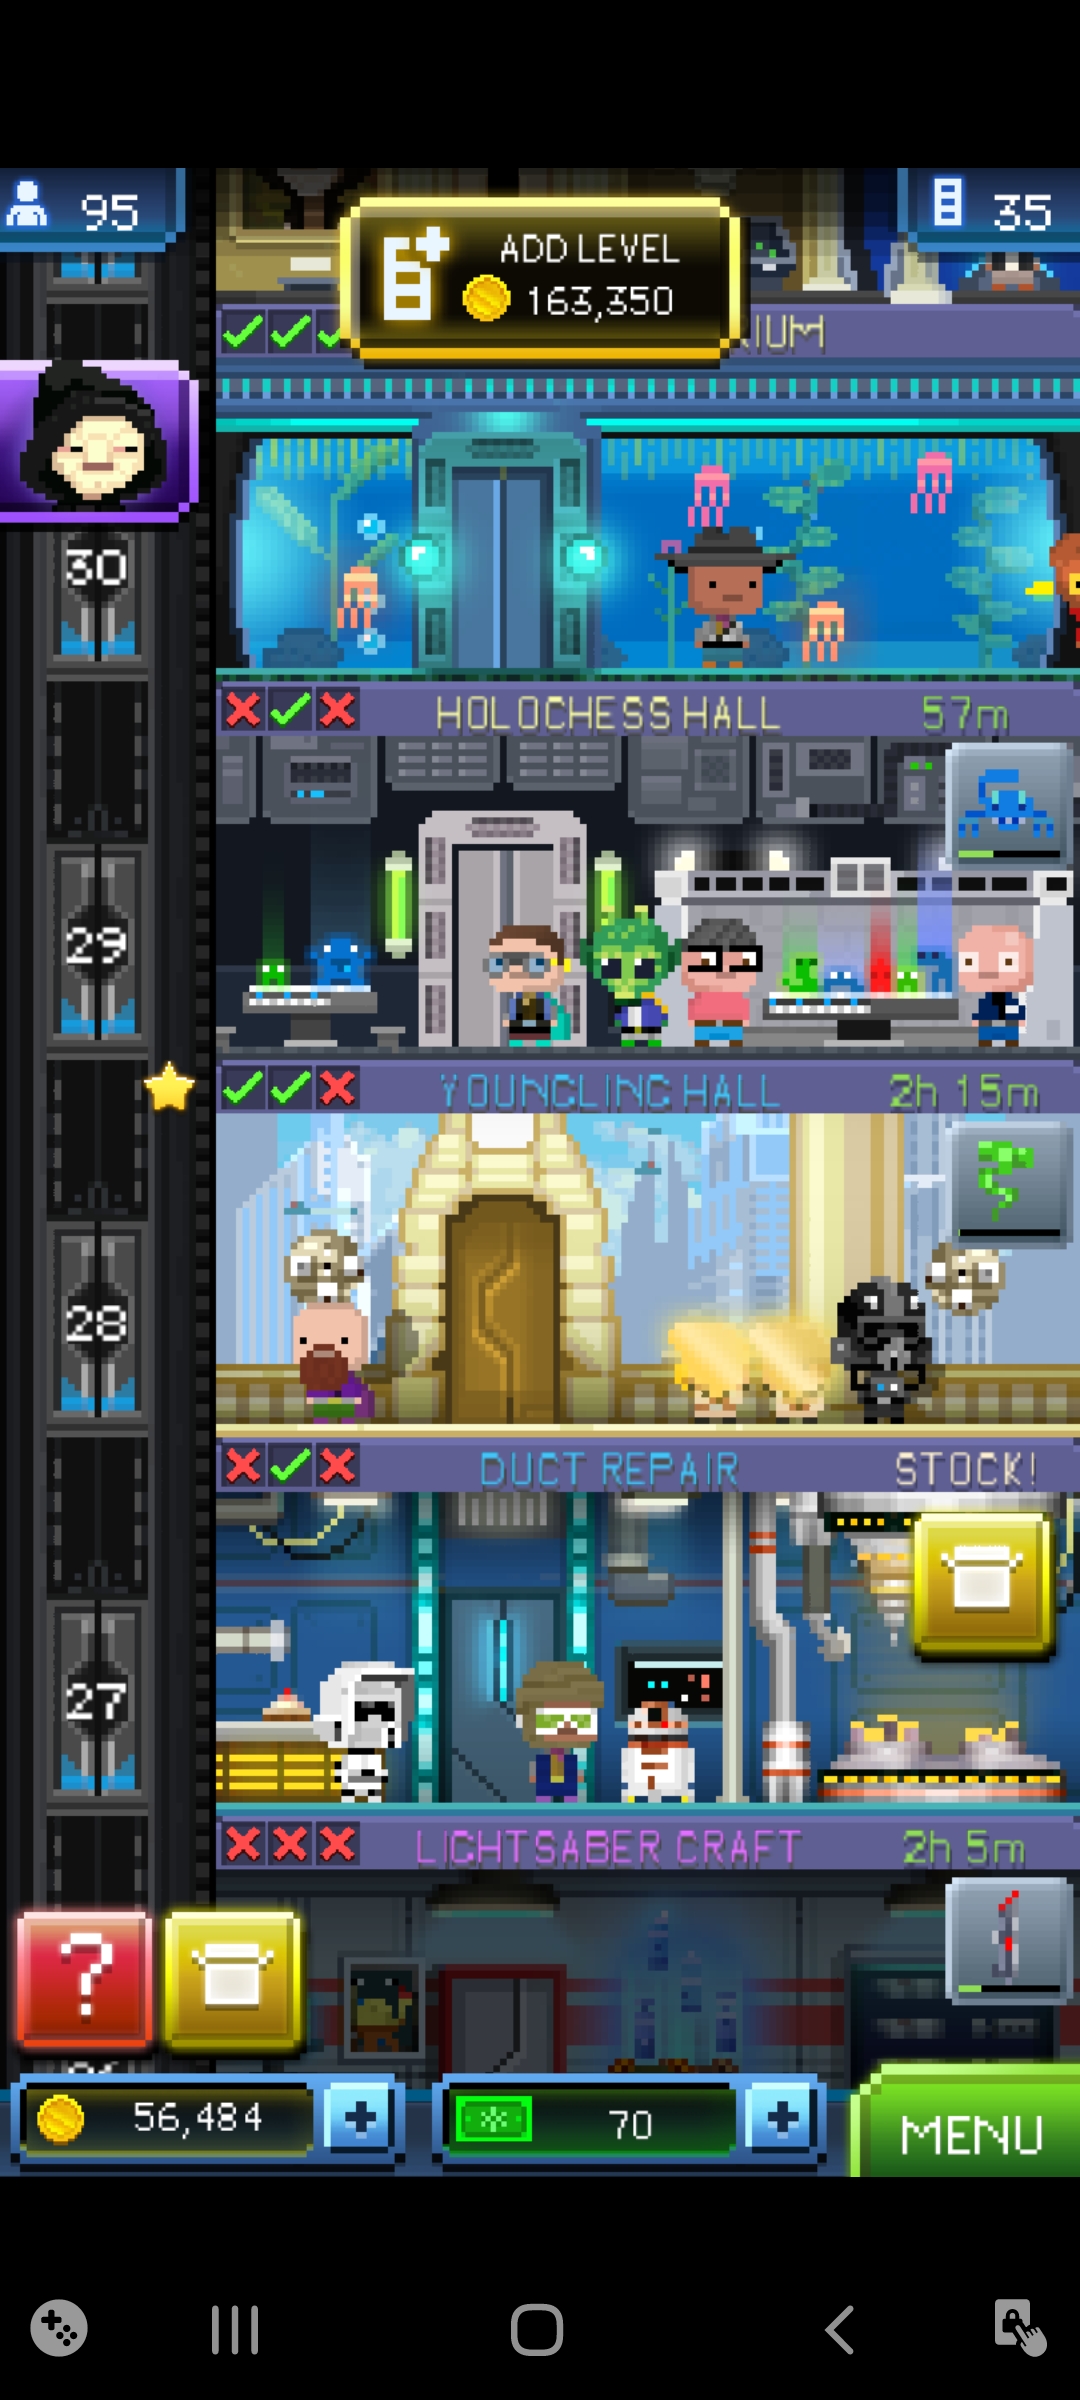 95
35
ADD LEVEL
163,350
30
HOLOCHESS HALL 57m
29
YOUNGLING HALL 2h 15m
28
DUCT REPAIR STOCK!
27
LIGHTSABER CRAFT 2h 5m
?
56,484
70
MENU